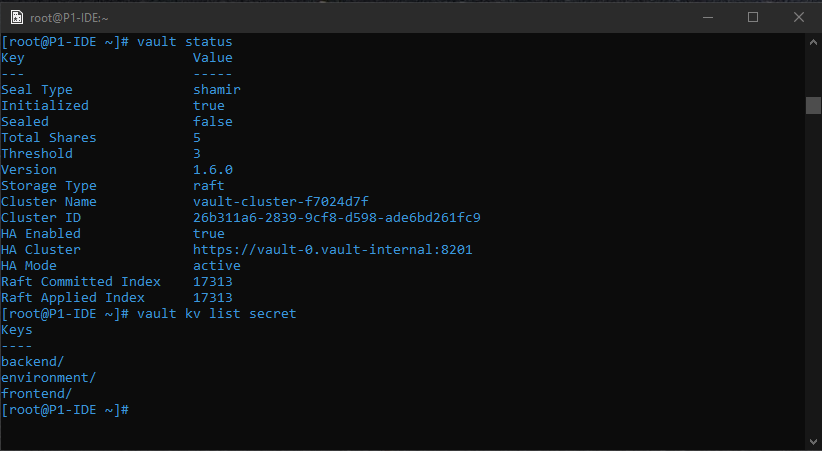 root@P1-IDE:~
[root@P1-IDE ~]# vault status
Key                     Value
---                     -----
Seal Type               shamir
Initialized             true
Sealed                  false
Total Shares            5
Threshold               3
Version                 1.6.0
Storage Type            raft
Cluster Name            vault-cluster-f7024d7f
Cluster ID              26b311a6-2839-9cf8-d598-ade6bd261fc9
HA Enabled              true
HA Cluster              https://vault-0.vault-internal:8201
HA Mode                 active
Raft Committed Index    17313
Raft Applied Index      17313
[root@P1-IDE ~]# vault kv list secret
Keys
----
backend/
environment/
frontend/
[root@P1-IDE ~]#